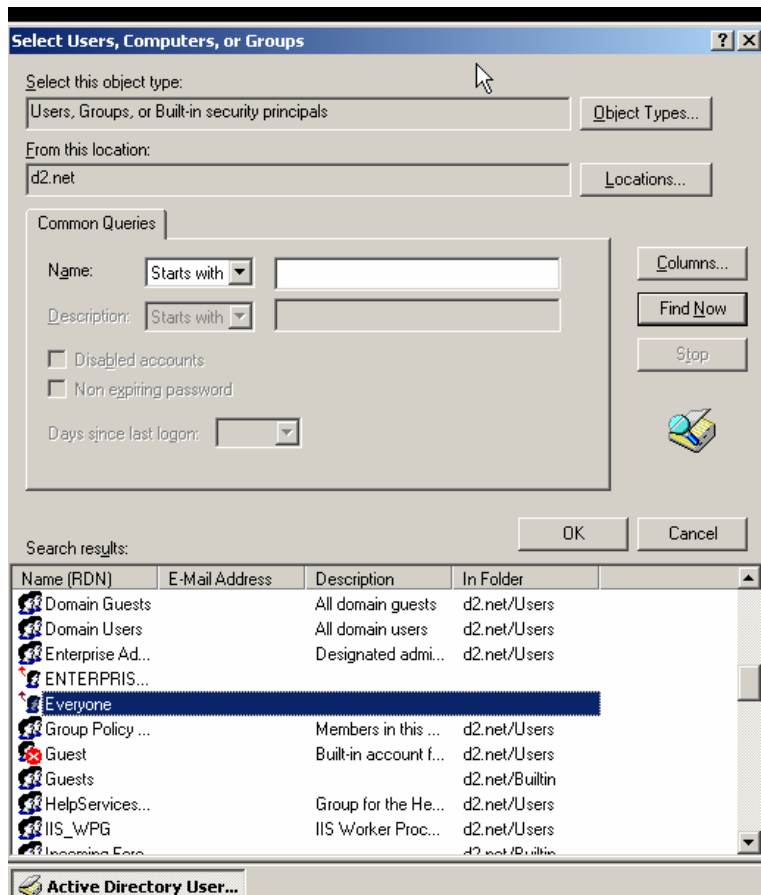 Select Users, Computers, or Groups
Select this object type:
Users, Groups, or Built-in security principals
Object Types...
From this location:
d2.net
Locations...
Common Queries
Name: Starts with
Columns...
Description: Starts with
Find Now
Disabled accounts
Stop
Non expiring password
Days since last logon:
OK Cancel
Search results:
Name (RDN) E-Mail Address Description In Folder
Domain Guests All domain guests d2.net/Users
Domain Users All domain users d2.net/Users
Enterprise Ad... Designated admi... d2.net/Users
ENTERPRIS...
Everyone
Group Policy ... Members in this ... d2.net/Users
Guest Built-in account f... d2.net/Users
Guests d2.net/Builtin
HelpServices... Group for the He... d2.net/Users
IIS_WPG IIS Worker Proc... d2.net/Users
Incoming Fore... d2.net/Builtin
Active Directory User...